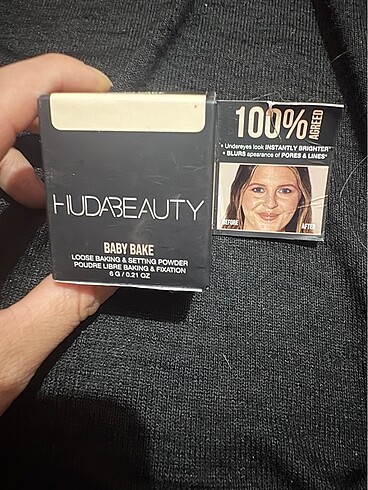 HUDABEAUTY
BABY BAKE
LOOSE BAKING & SETTING POWDER
POUDRE LIBRE BAKING & FIXATION
6 G / 0.21 OZ
100%
AGREED
* Undereyes look INSTANTLY BRIGHTER*
* BLURS appearance of PORES & LINES*
BEFORE
AFTER